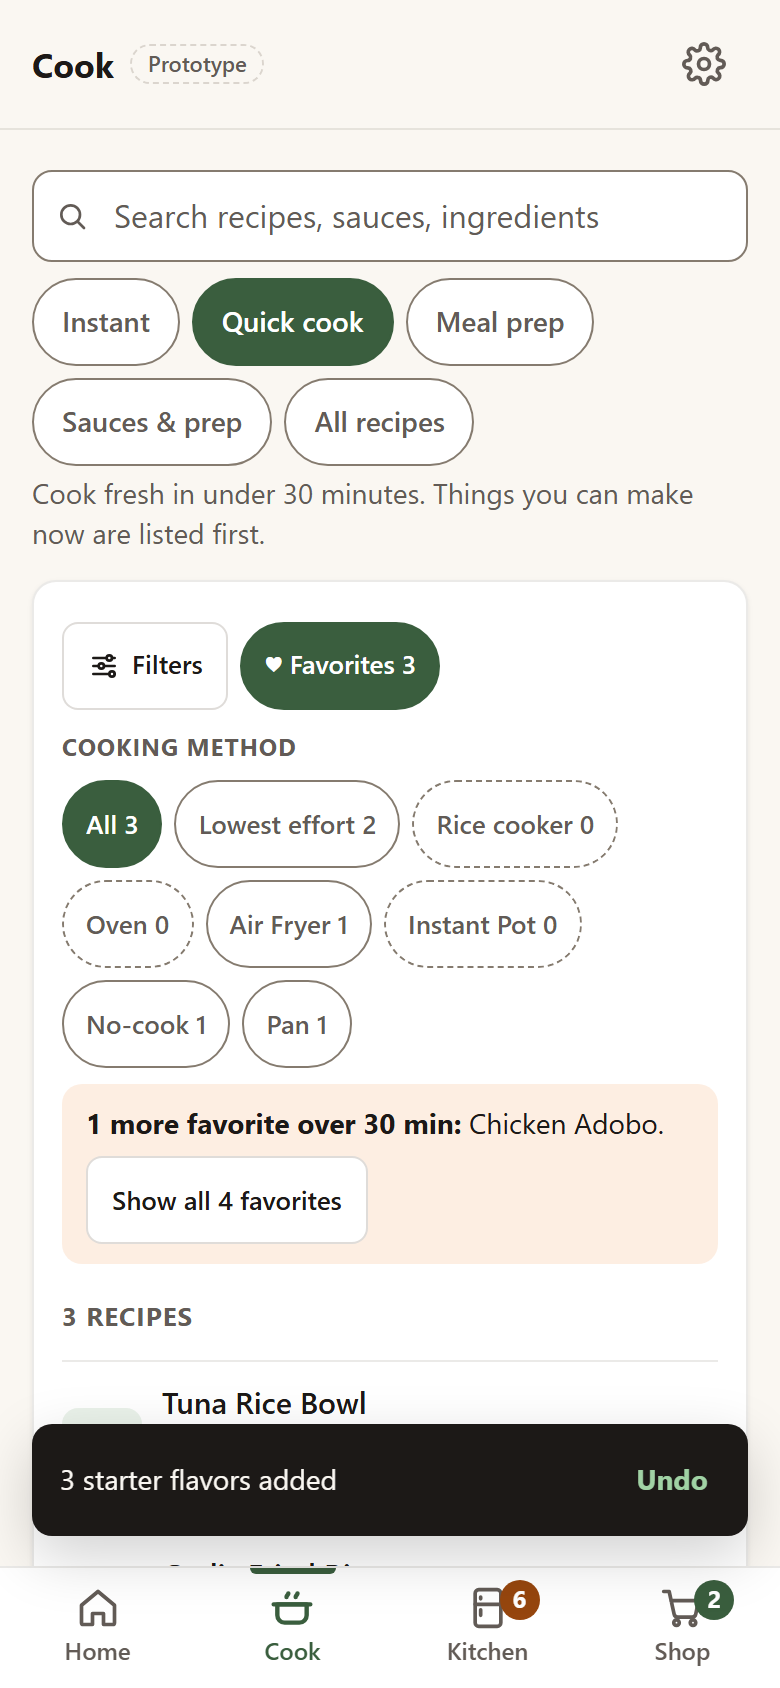 Cook Prototype
Search recipes, sauces, ingredients
Instant Quick cook Meal prep
Sauces & prep All recipes
Cook fresh in under 30 minutes. Things you can make
now are listed first.
Filters ♥ Favorites 3
COOKING METHOD
All 3 Lowest effort 2 Rice cooker 0
Oven 0 Air Fryer 1 Instant Pot 0
No-cook 1 Pan 1
1 more favorite over 30 min: Chicken Adobo.
Show all 4 favorites
3 RECIPES
Tuna Rice Bowl
3 starter flavors added Undo
6 2
Home Cook Kitchen Shop